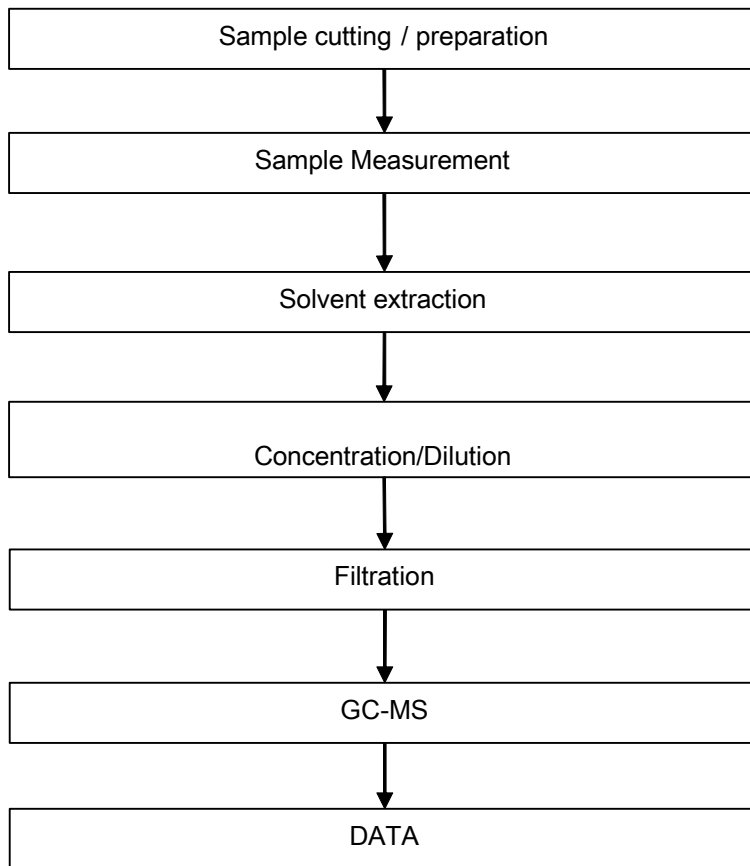 Sample cutting / preparation
Sample Measurement
Solvent extraction
Concentration/Dilution
Filtration
GC-MS
DATA